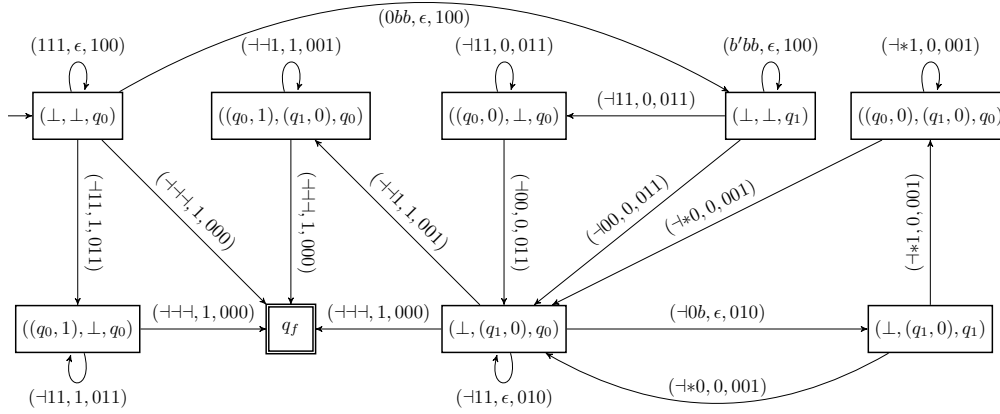 (0bb, ϵ, 100)
(111, ϵ, 100)
(⊣⊣1, 1, 001)
(⊣11, 0, 011)
(b′bb, ϵ, 100)
(⊣∗1, 0, 001)
(⊥, ⊥, q₀)
((q₀, 1), (q₁, 0), q₀)
((q₀, 0), ⊥, q₀)
(⊣11, 0, 011)
(⊥, ⊥, q₁)
((q₀, 0), (q₁, 0), q₀)
(⊣11, 1, 011)
(⊣⊣⊣, 1, 000)
(⊣⊣⊣, 1, 000)
(⊣⊣1, 1, 001)
(⊣00, 0, 011)
(⊣00, 0, 011)
(⊣∗0, 0, 001)
(⊣∗1, 0, 001)
((q₀, 1), ⊥, q₀)
(⊣⊣⊣, 1, 000)
q_f
(⊣⊣⊣, 1, 000)
(⊥, (q₁, 0), q₀)
(⊣0b, ϵ, 010)
(⊥, (q₁, 0), q₁)
(⊣11, 1, 011)
(⊣11, ϵ, 010)
(⊣∗0, 0, 001)